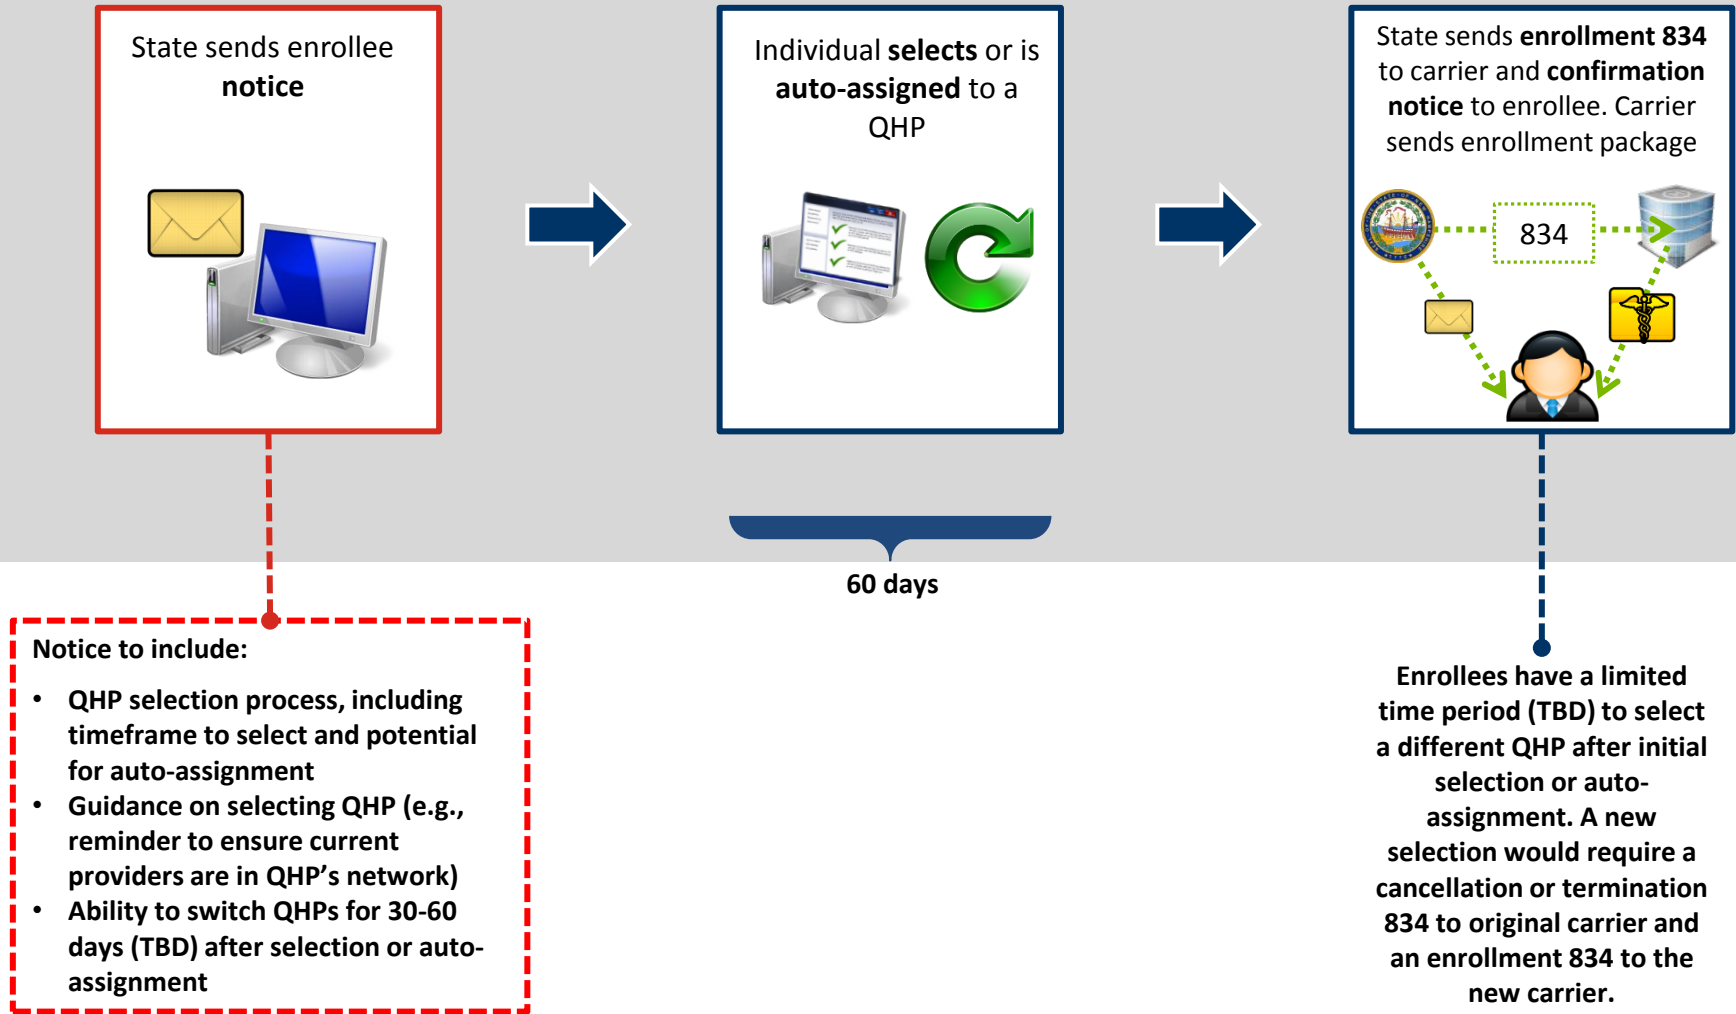 State sends enrollee
notice
Individual selects or is
auto-assigned to a
QHP
State sends enrollment 834
to carrier and confirmation
notice to enrollee. Carrier
sends enrollment package
834
60 days
Notice to include:
• QHP selection process, including
timeframe to select and potential
for auto-assignment
• Guidance on selecting QHP (e.g.,
reminder to ensure current
providers are in QHP’s network)
• Ability to switch QHPs for 30-60
days (TBD) after selection or auto-
assignment
Enrollees have a limited
time period (TBD) to select
a different QHP after initial
selection or auto-
assignment. A new
selection would require a
cancellation or termination
834 to original carrier and
an enrollment 834 to the
new carrier.